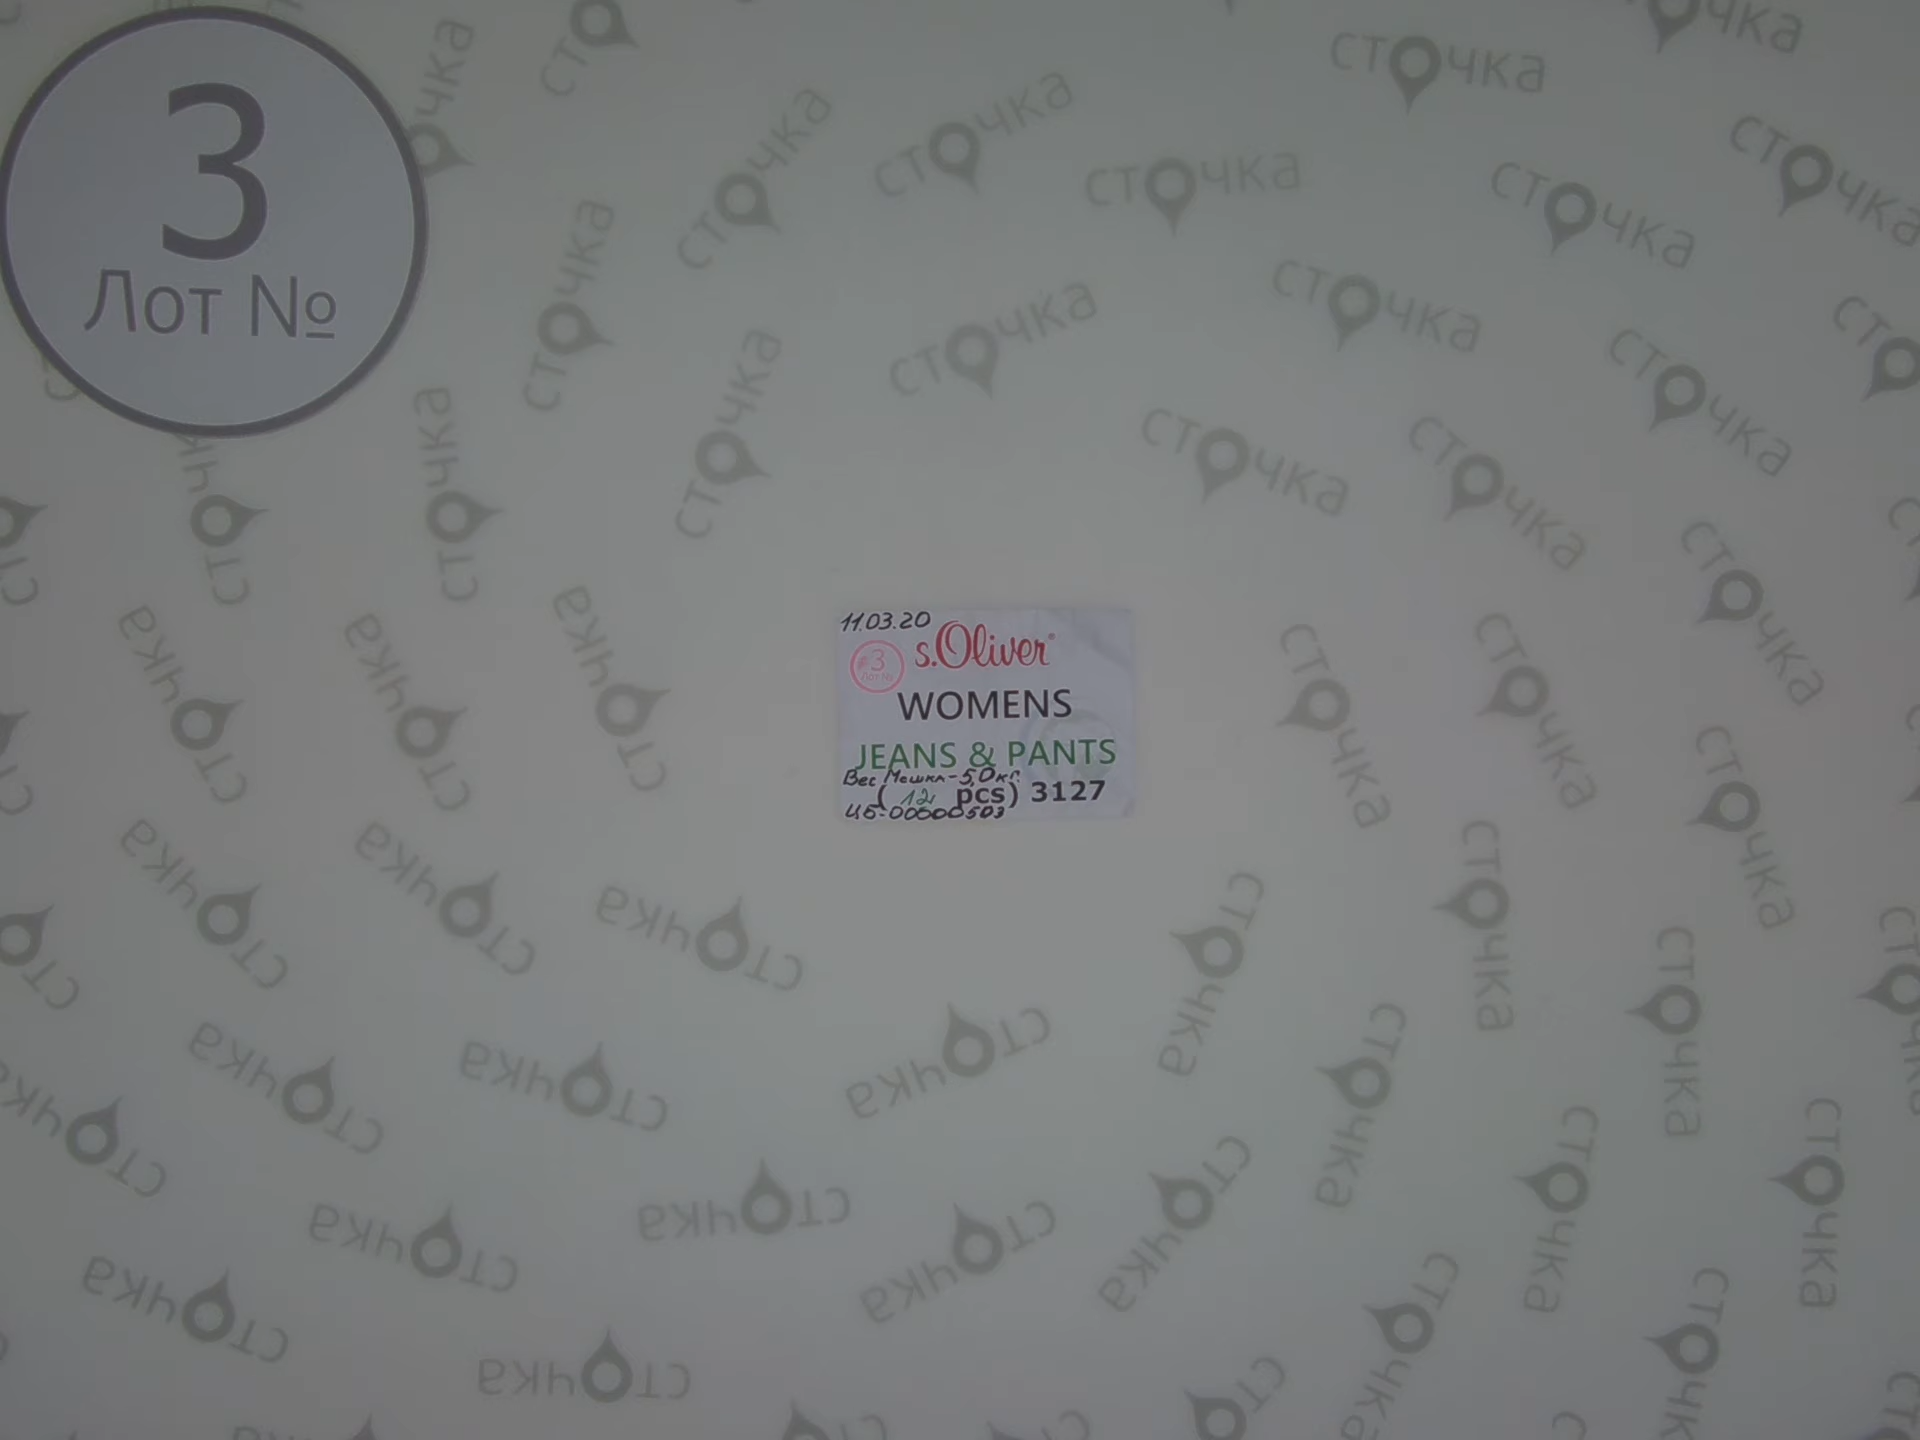 3
Лот №
11.03.20
s.Oliver®
#3
Лот №
WOMENS
JEANS & PANTS
Вес Мешка-5,0кг.
( 12 pcs) 3127
ЦБ-00500503
сточка